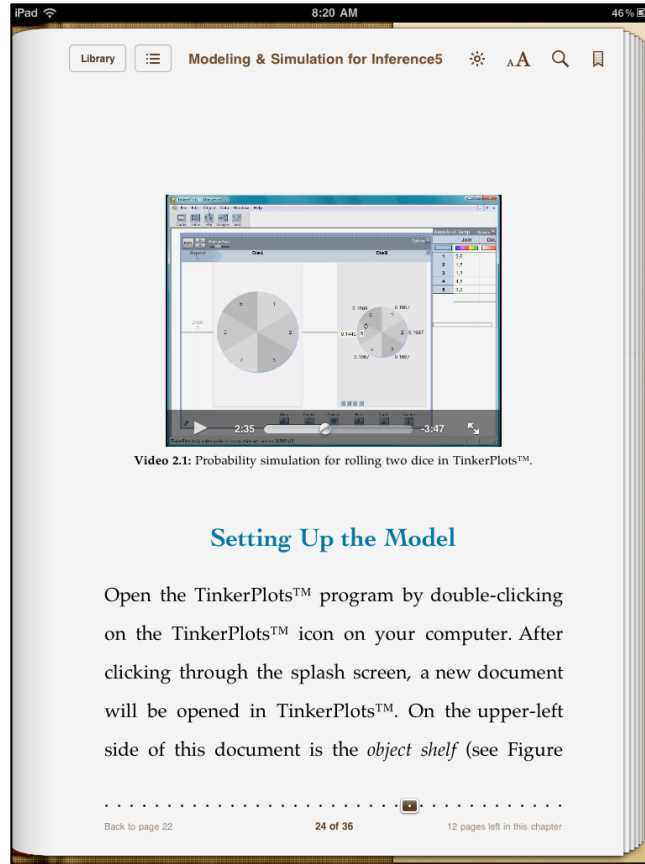 iPad 8:20 AM 46%
Library Modeling & Simulation for Inference5 AA
DieA DieB
Join
2:35 -3:47
Video 2.1: Probability simulation for rolling two dice in TinkerPlots™.
Setting Up the Model
Open the TinkerPlots™ program by double-clicking
on the TinkerPlots™ icon on your computer. After
clicking through the splash screen, a new document
will be opened in TinkerPlots™. On the upper-left
side of this document is the object shelf (see Figure
Back to page 22 24 of 36 12 pages left in this chapter